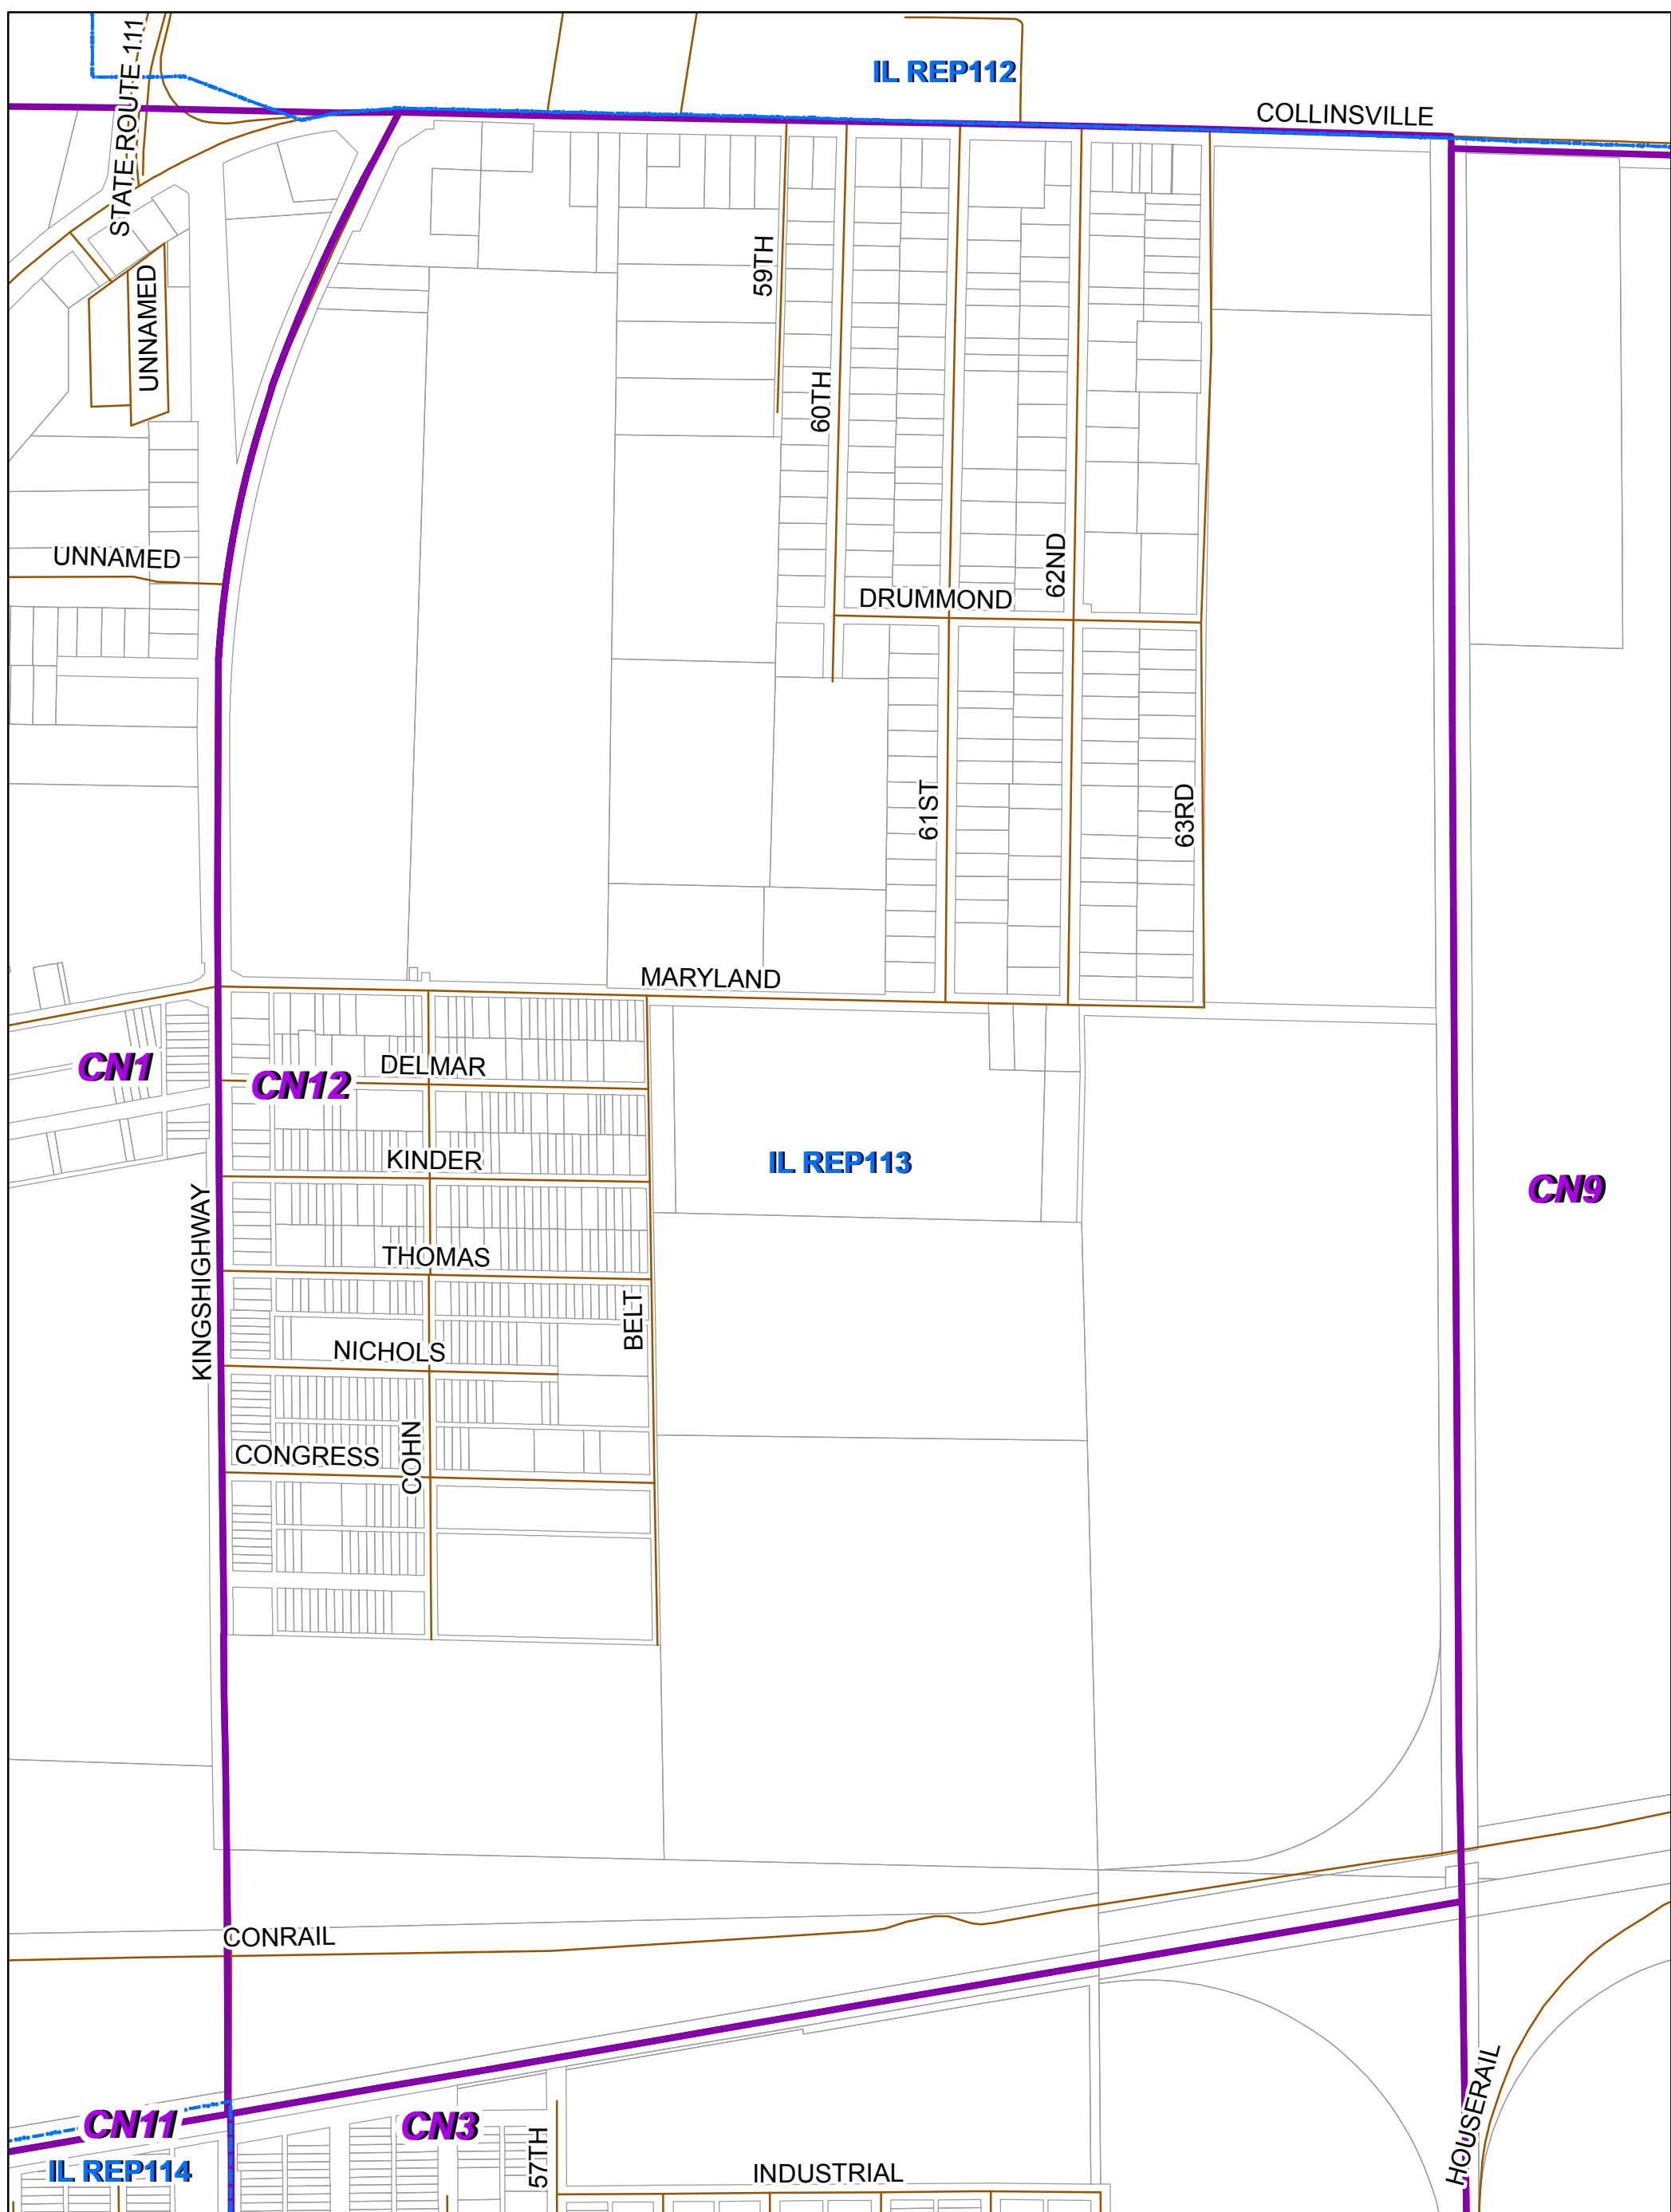 STATE ROUTE 111
IL REP112
COLLINSVILLE
UNNAMED
59TH
60TH
UNNAMED
62ND
DRUMMOND
61ST
63RD
MARYLAND
CN1
CN12
DELMAR
KINDER
IL REP113
CN9
KINGSHIGHWAY
THOMAS
BELT
NICHOLS
COHN
CONGRESS
CONRAIL
HOUSERAIL
CN11
CN3
57TH
IL REP114
INDUSTRIAL